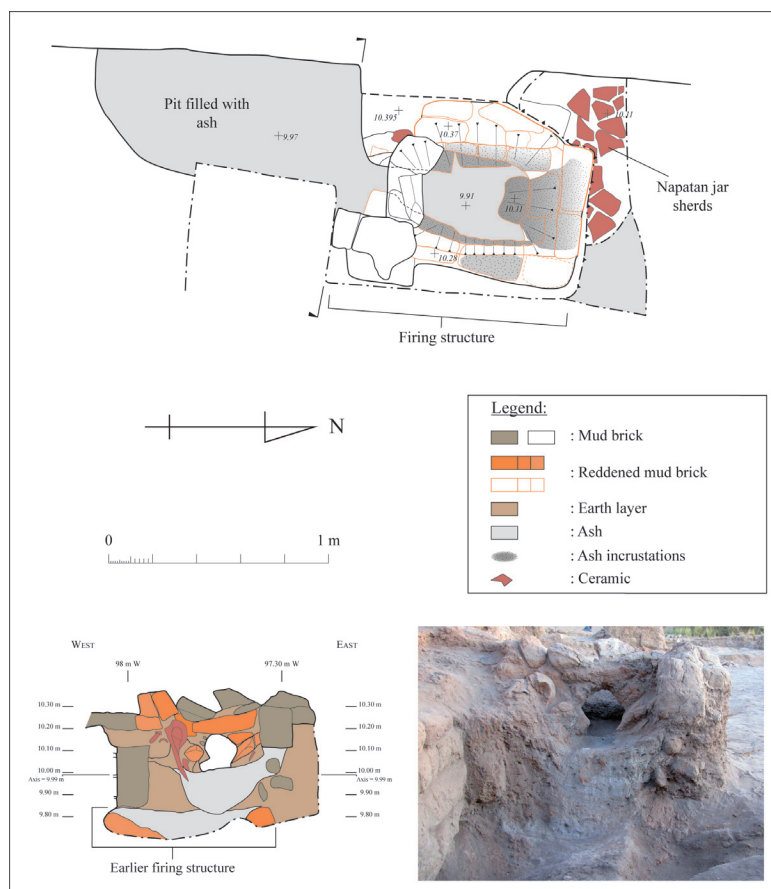 Pit filled with
ash
9.97
10.395
10.37
10.11
9.91
10.28
Napatan jar
sherds
Firing structure
N
0 1 m
Legend:
: Mud brick
: Reddened mud brick
: Earth layer
: Ash
: Ash incrustations
: Ceramic
WEST EAST
98 m W 97.30 m W
10.30 m 10.30 m
10.20 m 10.20 m
10.10 m 10.10 m
10.00 m 10.00 m
Axis = 9.99 m Axis = 9.99 m
9.90 m 9.90 m
9.80 m 9.80 m
Earlier firing structure